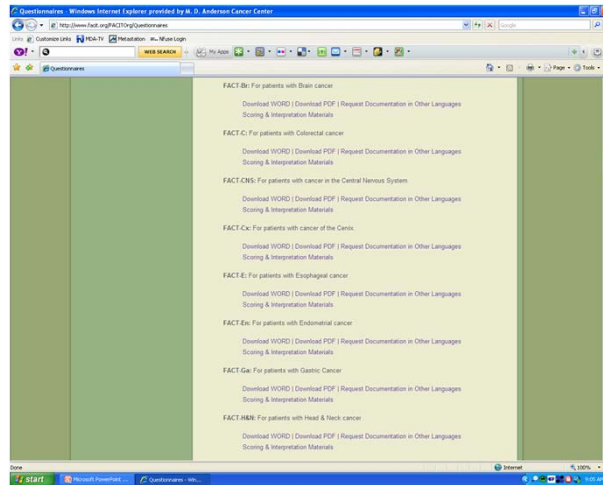 Questionnaires - Windows Internet Explorer provided by M. D. Anderson Cancer Center
http://www.facit.org/FACITOrg/Questionnaires
Google
Links Customize Links MDA-TV Metastation NFuse Login
WEB SEARCH My Apps
Questionnaires
Page Tools
FACT-Br: For patients with Brain cancer
Download WORD | Download PDF | Request Documentation in Other Languages
Scoring & Interpretation Materials
FACT-C: For patients with Colorectal cancer
Download WORD | Download PDF | Request Documentation in Other Languages
Scoring & Interpretation Materials
FACT-CNS: For patients with cancer in the Central Nervous System
Download WORD | Download PDF | Request Documentation in Other Languages
Scoring & Interpretation Materials
FACT-Cx: For patients with cancer of the Cervix
Download WORD | Download PDF | Request Documentation in Other Languages
Scoring & Interpretation Materials
FACT-E: For patients with Esophageal cancer
Download WORD | Download PDF | Request Documentation in Other Languages
Scoring & Interpretation Materials
FACT-En: For patients with Endometrial cancer
Download WORD | Download PDF | Request Documentation in Other Languages
Scoring & Interpretation Materials
FACT-Ga: For patients with Gastric Cancer
Download WORD | Download PDF | Request Documentation in Other Languages
Scoring & Interpretation Materials
FACT-H&N: For patients with Head & Neck cancer
Download WORD | Download PDF | Request Documentation in Other Languages
Scoring & Interpretation Materials
Done Internet 100%
start Microsoft PowerPoint ... Questionnaires - Win... 9:05 AM